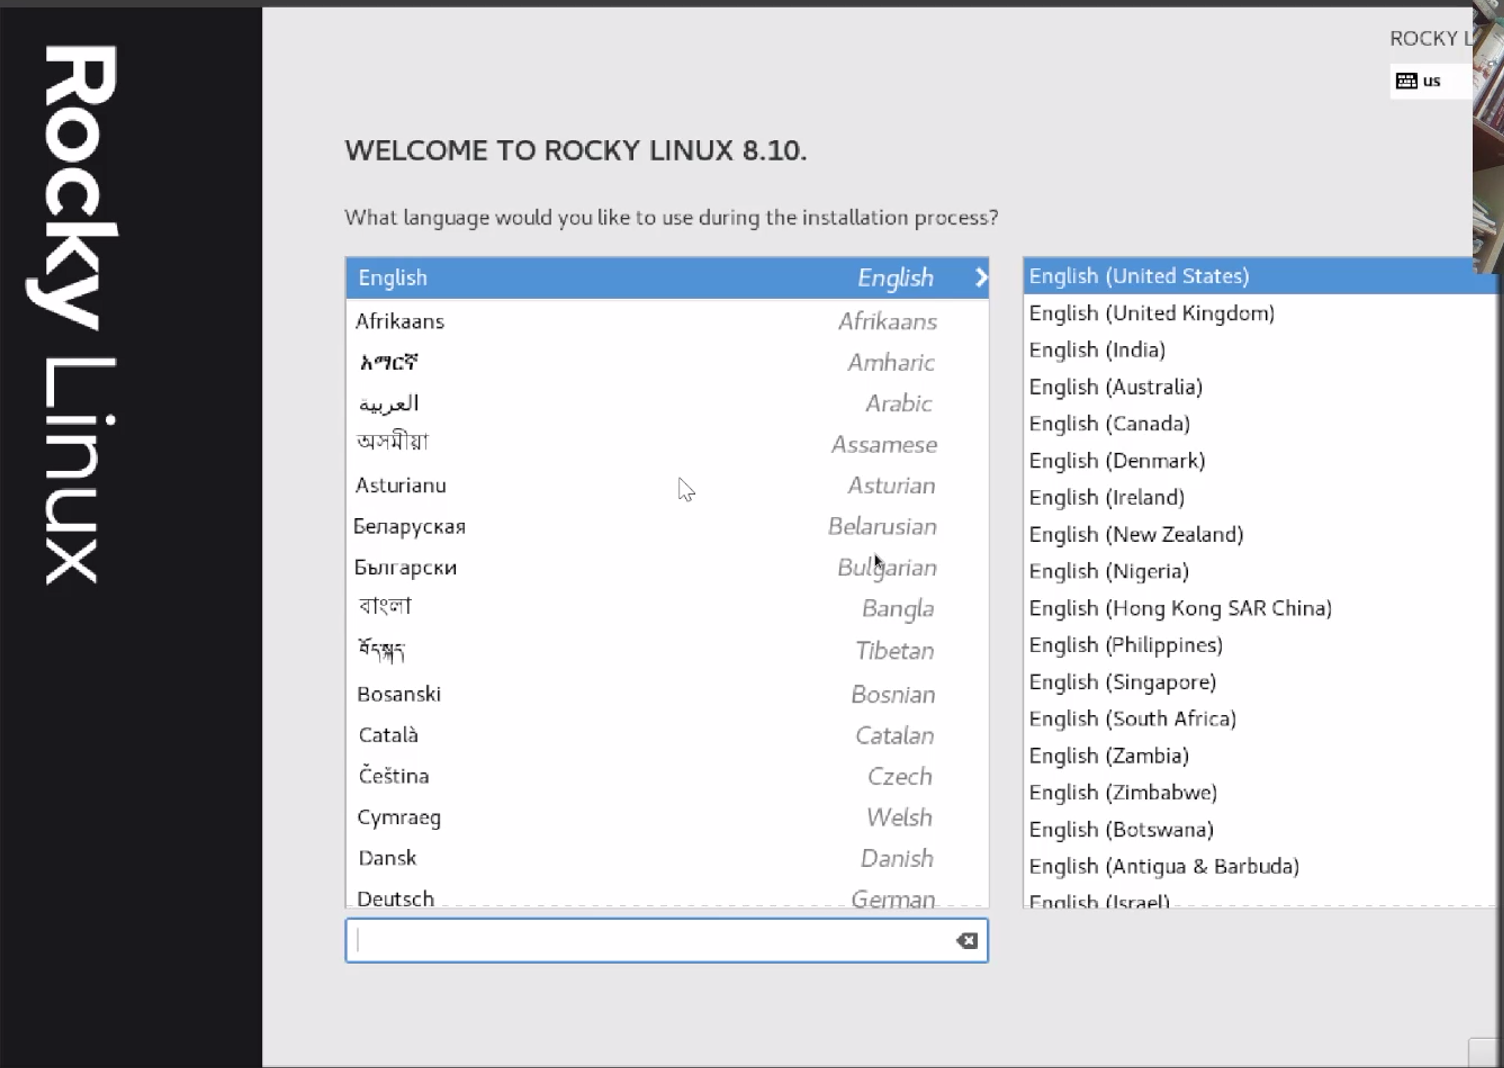 Rocky Linux
ROCKY L
us
WELCOME TO ROCKY LINUX 8.10.
What language would you like to use during the installation process?
English English
Afrikaans Afrikaans
አማርኛ Amharic
العربية Arabic
অসমীয়া Assamese
Asturianu Asturian
Беларуская Belarusian
Български Bulgarian
বাংলা Bangla
བོད་སྐད་ Tibetan
Bosanski Bosnian
Català Catalan
Čeština Czech
Cymraeg Welsh
Dansk Danish
Deutsch German
English (United States)
English (United Kingdom)
English (India)
English (Australia)
English (Canada)
English (Denmark)
English (Ireland)
English (New Zealand)
English (Nigeria)
English (Hong Kong SAR China)
English (Philippines)
English (Singapore)
English (South Africa)
English (Zambia)
English (Zimbabwe)
English (Botswana)
English (Antigua & Barbuda)
English (Israel)